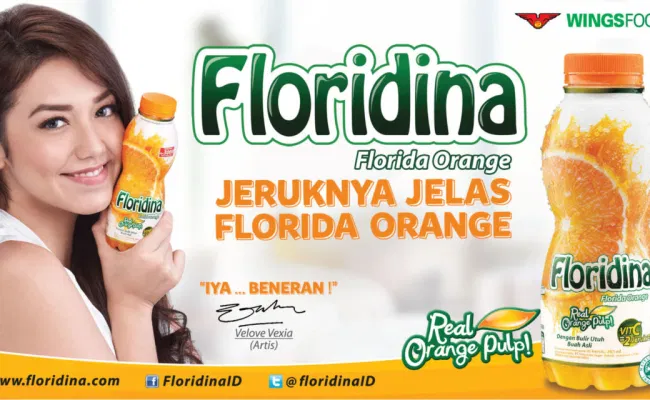 WINGSFOO
Floridina
Florida Orange
JERUKNYA JELAS
FLORIDA ORANGE
"IYA ... BENERAN !"
Velove Vexia
(Artis)
Real
Orange Pulp!
www.floridina.com
FloridinaID
@floridinaID
Floridina
Floridina
Florida Orange
Real
Orange Pulp!
Dengan Bulir Utuh
Buah Asli
VIT C